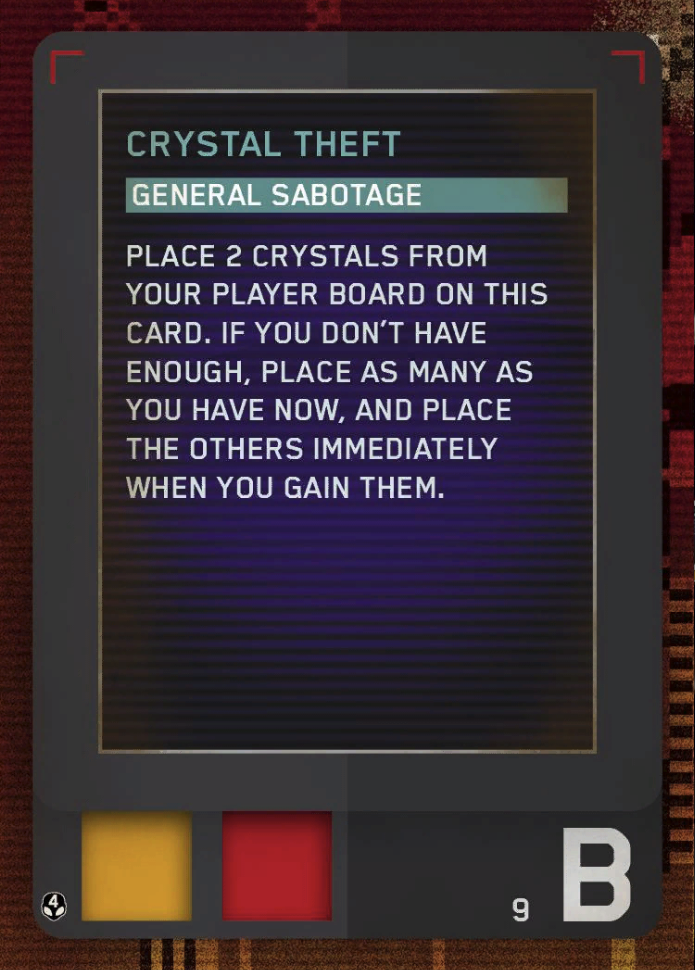 CRYSTAL THEFT
GENERAL SABOTAGE
PLACE 2 CRYSTALS FROM
YOUR PLAYER BOARD ON THIS
CARD. IF YOU DON'T HAVE
ENOUGH, PLACE AS MANY AS
YOU HAVE NOW, AND PLACE
THE OTHERS IMMEDIATELY
WHEN YOU GAIN THEM.
4
9
B